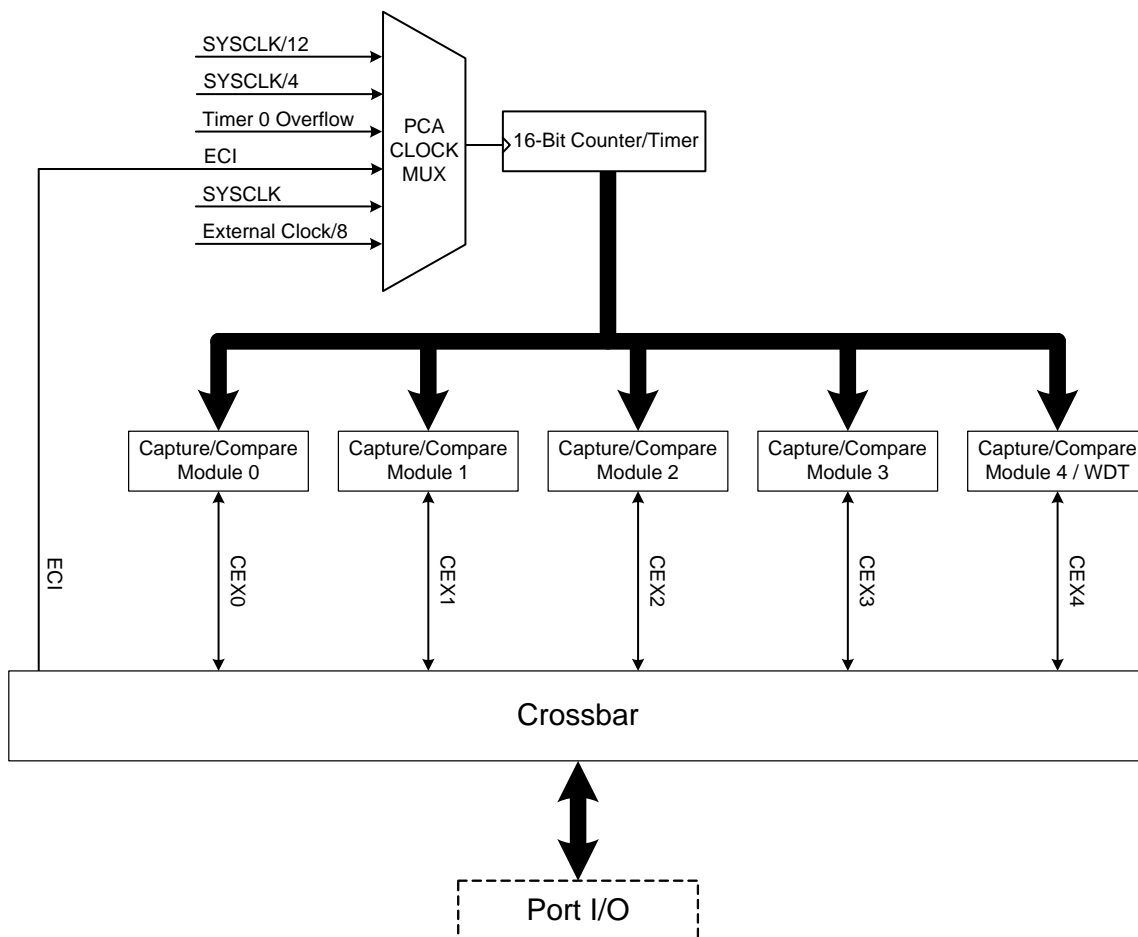 SYSCLK/12
SYSCLK/4
Timer 0 Overflow
ECI
SYSCLK
External Clock/8
PCA
CLOCK
MUX
16-Bit Counter/Timer
Capture/Compare
Module 0
Capture/Compare
Module 1
Capture/Compare
Module 2
Capture/Compare
Module 3
Capture/Compare
Module 4 / WDT
ECI
CEX0
CEX1
CEX2
CEX3
CEX4
Crossbar
Port I/O